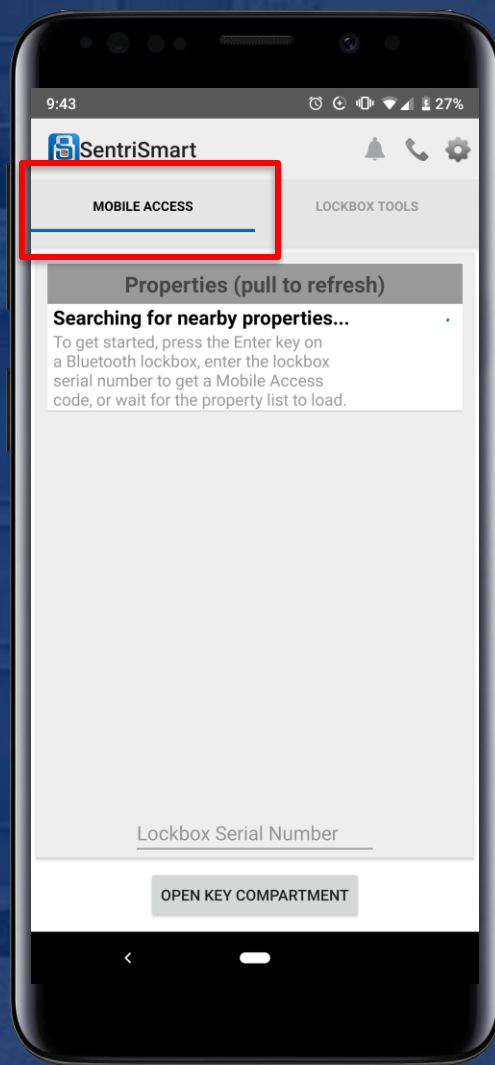 9:43
27%
SentriSmart
MOBILE ACCESS
LOCKBOX TOOLS
Properties (pull to refresh)
Searching for nearby properties...
To get started, press the Enter key on
a Bluetooth lockbox, enter the lockbox
serial number to get a Mobile Access
code, or wait for the property list to load.
Lockbox Serial Number
OPEN KEY COMPARTMENT